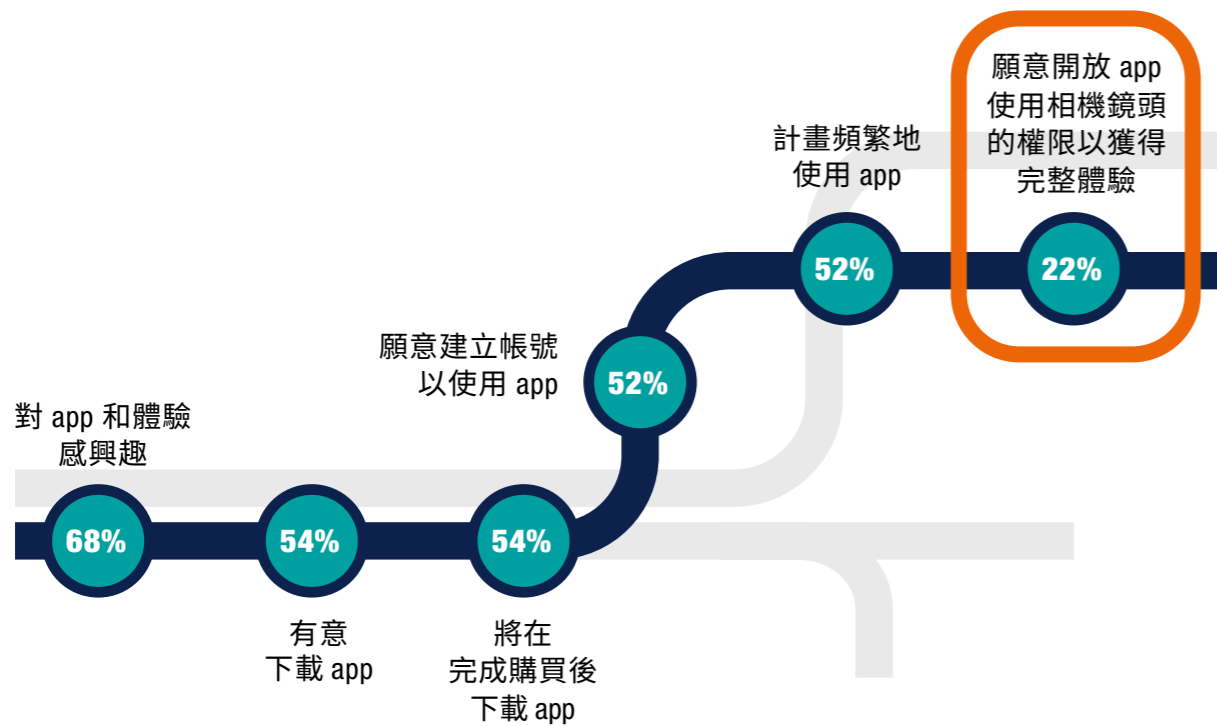 對 app 和體驗
感興趣
68%
54%
有意
下載 app
54%
將在
完成購買後
下載 app
願意建立帳號
以使用 app
52%
計畫頻繁地
使用 app
52%
願意開放 app
使用相機鏡頭
的權限以獲得
完整體驗
22%